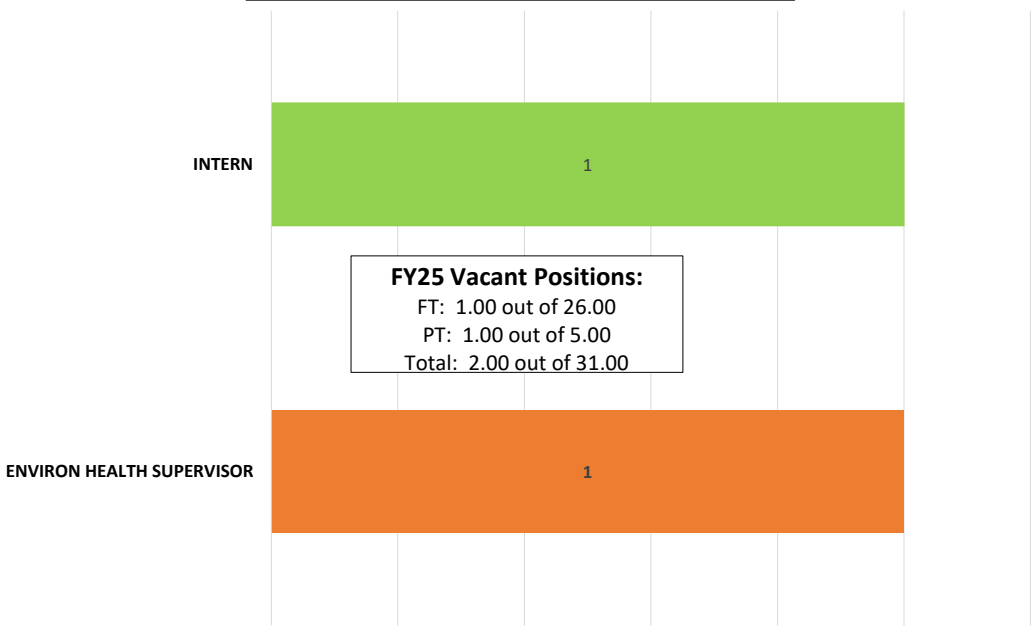 INTERN
1
FY25 Vacant Positions:
FT: 1.00 out of 26.00
PT: 1.00 out of 5.00
Total: 2.00 out of 31.00
ENVIRON HEALTH SUPERVISOR
1